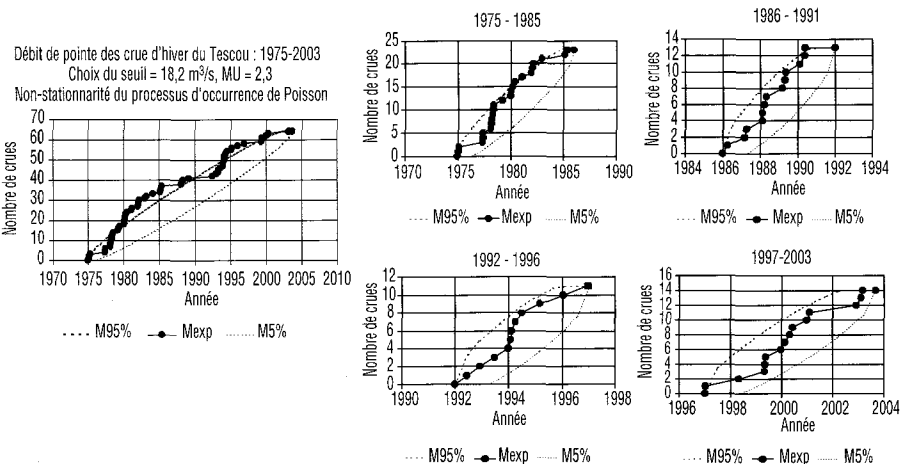 Débit de pointe des crue d'hiver du Tescou : 1975-2003
Choix du seuil = 18,2 m³/s, MU = 2,3
Non-stationnarité du processus d'occurrence de Poisson
Nombre de crues
70
60
50
40
30
20
10
0
1970 1975 1980 1985 1990 1995 2000 2005 2010
Année
M95% Mexp M5%
1975 - 1985
Nombre de crues
25
20
15
10
5
0
1970 1975 1980 1985 1990
Année
M95% Mexp M5%
1986 - 1991
Nombre de crues
14
12
10
8
6
4
2
0
1984 1986 1988 1990 1992 1994
Année
M95% Mexp M5%
1992 - 1996
Nombre de crues
12
10
8
6
4
2
0
1990 1992 1994 1996 1998
Année
M95% Mexp M5%
1997-2003
Nombre de crues
16
14
12
10
8
6
4
2
0
1996 1998 2000 2002 2004
Année
M95% Mexp M5%